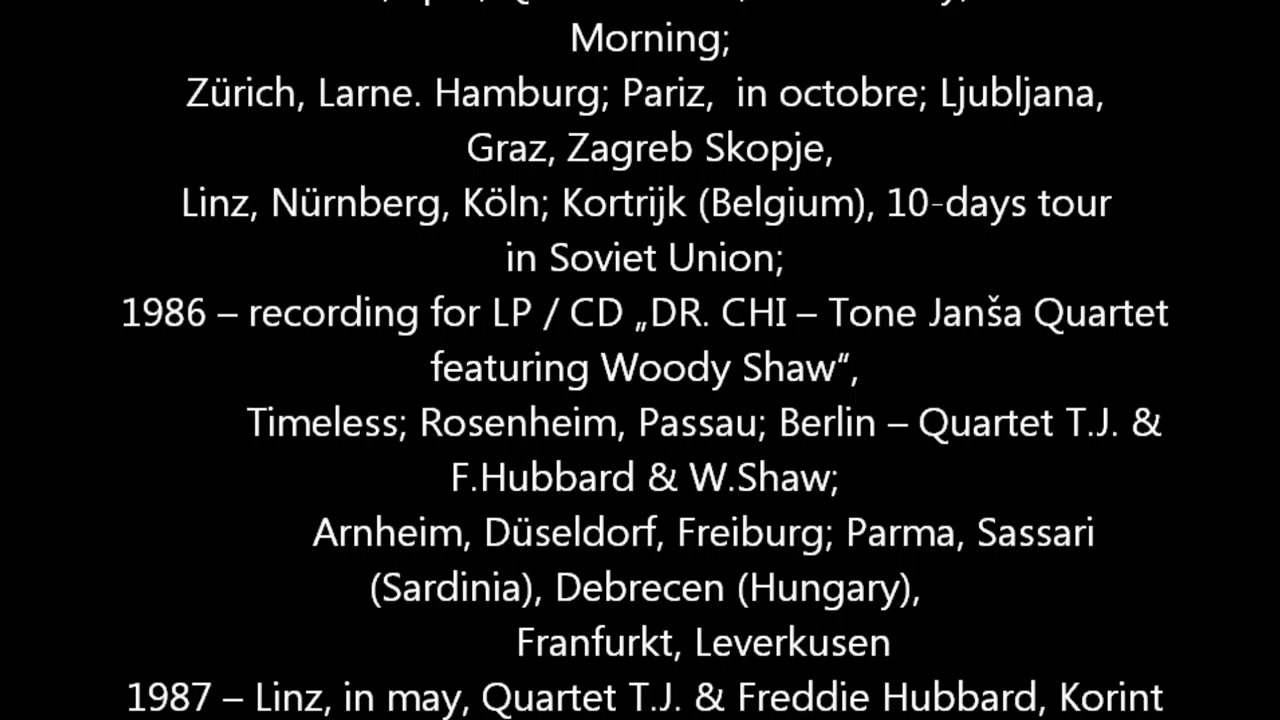 Morning;
Zürich, Larne. Hamburg; Pariz,  in octobre; Ljubljana,
Graz, Zagreb Skopje,
Linz, Nürnberg, Köln; Kortrijk (Belgium), 10-days tour
in Soviet Union;
1986 – recording for LP / CD „DR. CHI – Tone Janša Quartet
featuring Woody Shaw“,
Timeless; Rosenheim, Passau; Berlin – Quartet T.J. &
F.Hubbard & W.Shaw;
Arnheim, Düseldorf, Freiburg; Parma, Sassari
(Sardinia), Debrecen (Hungary),
Franfurkt, Leverkusen
1987 – Linz, in may, Quartet T.J. & Freddie Hubbard, Korint